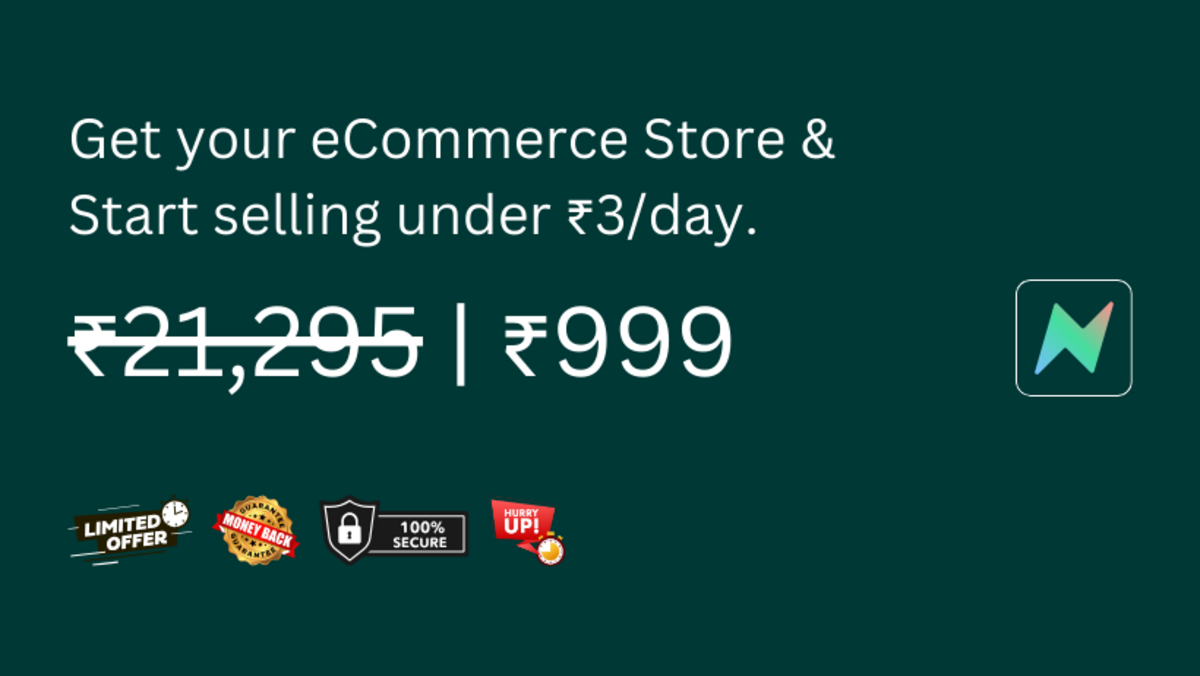 Get your eCommerce Store &
Start selling under ₹3/day.
₹21,295 | ₹999
LIMITED
OFFER
GUARANTEE
MONEY BACK
GUARANTEE
100%
SECURE
HURRY
UP!